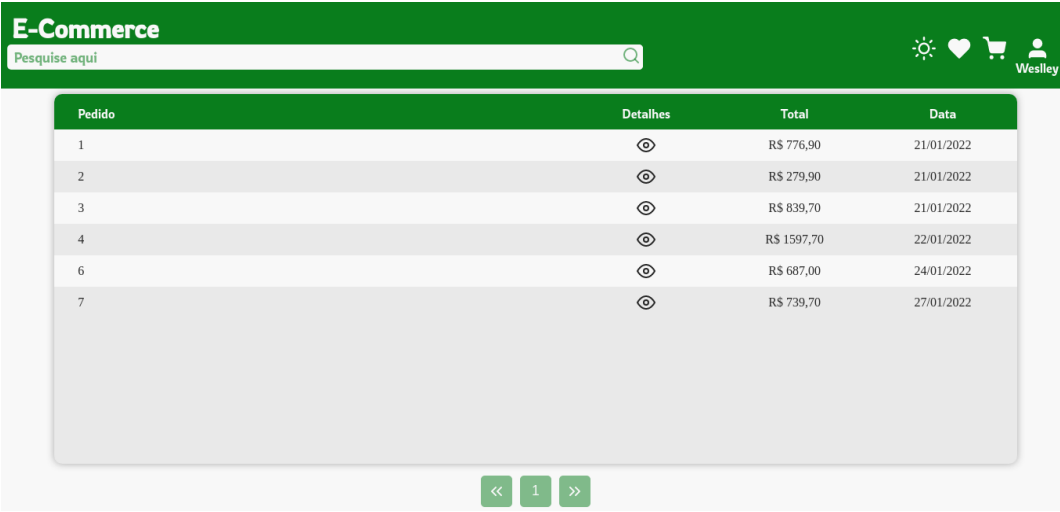 E-Commerce
Pesquise aqui
Weslley
Pedido Detalhes Total Data
1 R$ 776,90 21/01/2022
2 R$ 279,90 21/01/2022
3 R$ 839,70 21/01/2022
4 R$ 1597,70 22/01/2022
6 R$ 687,00 24/01/2022
7 R$ 739,70 27/01/2022
1